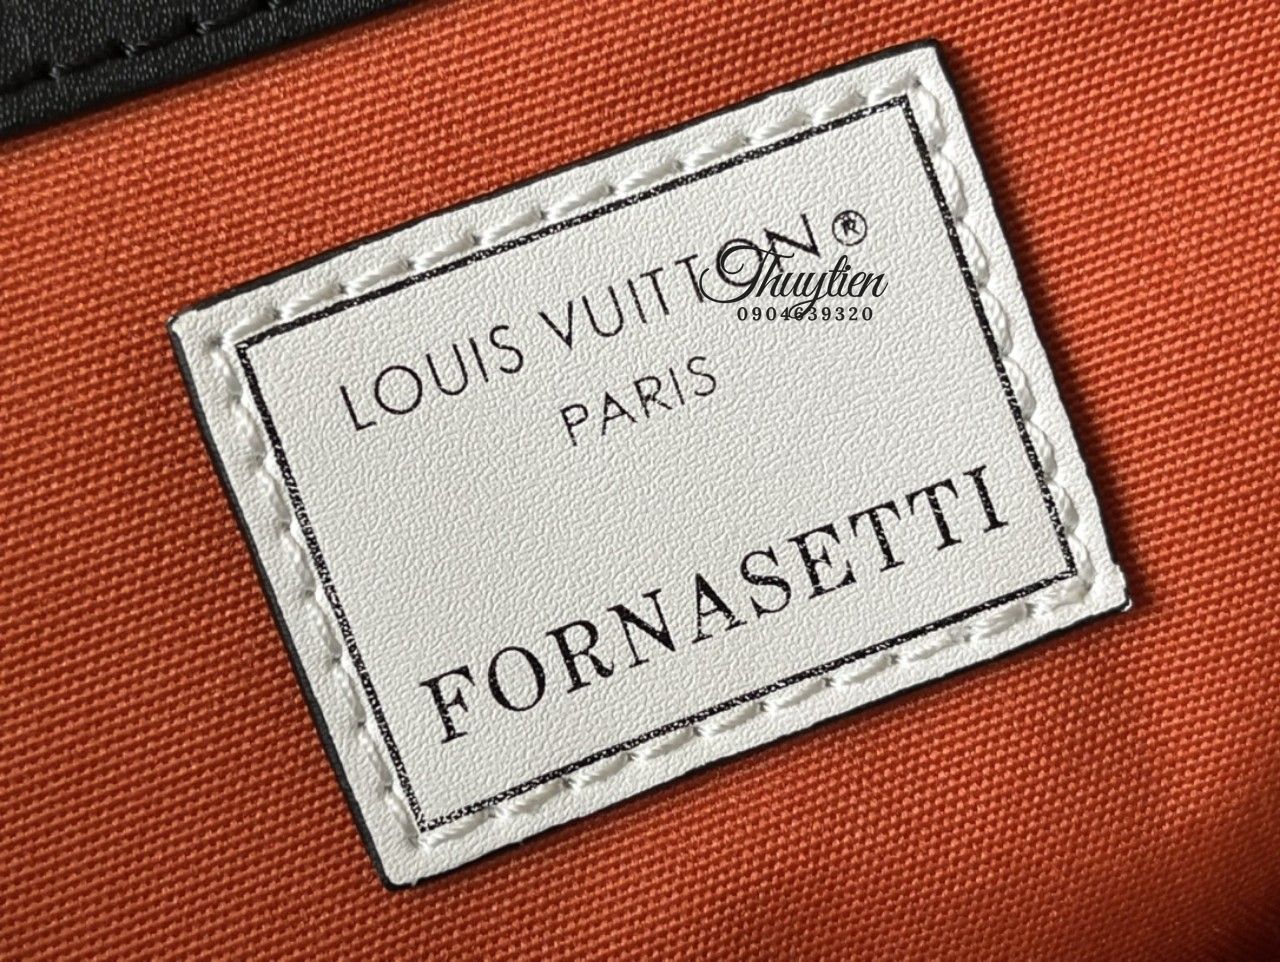 LOUIS VUITTON®
Thuytien
0904639320
PARIS
FORNASETTI